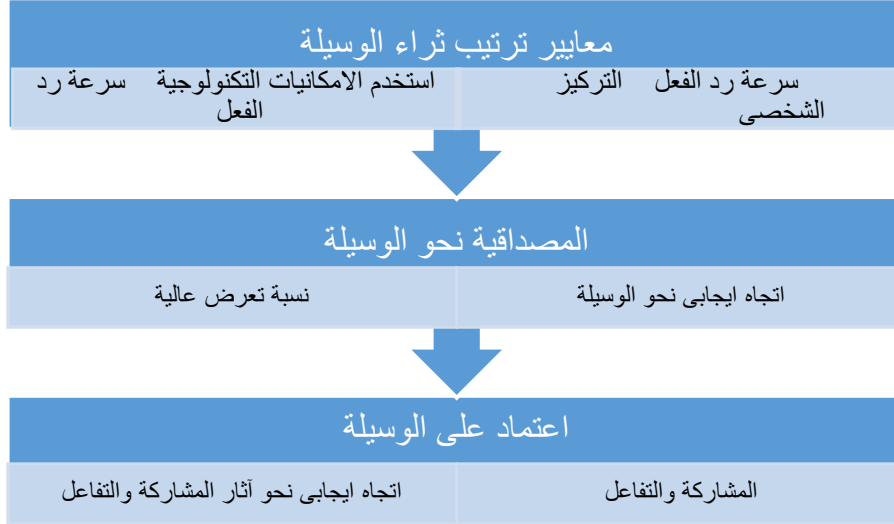 معايير ترتيب ثراء الوسيلة
سرعة رد الفعل التركيز
الشخصى
استخدم الامكانيات التكنولوجية سرعة رد
الفعل
المصداقية نحو الوسيلة
اتجاه ايجابى نحو الوسيلة
نسبة تعرض عالية
اعتماد على الوسيلة
المشاركة والتفاعل
اتجاه ايجابى نحو آثار المشاركة والتفاعل